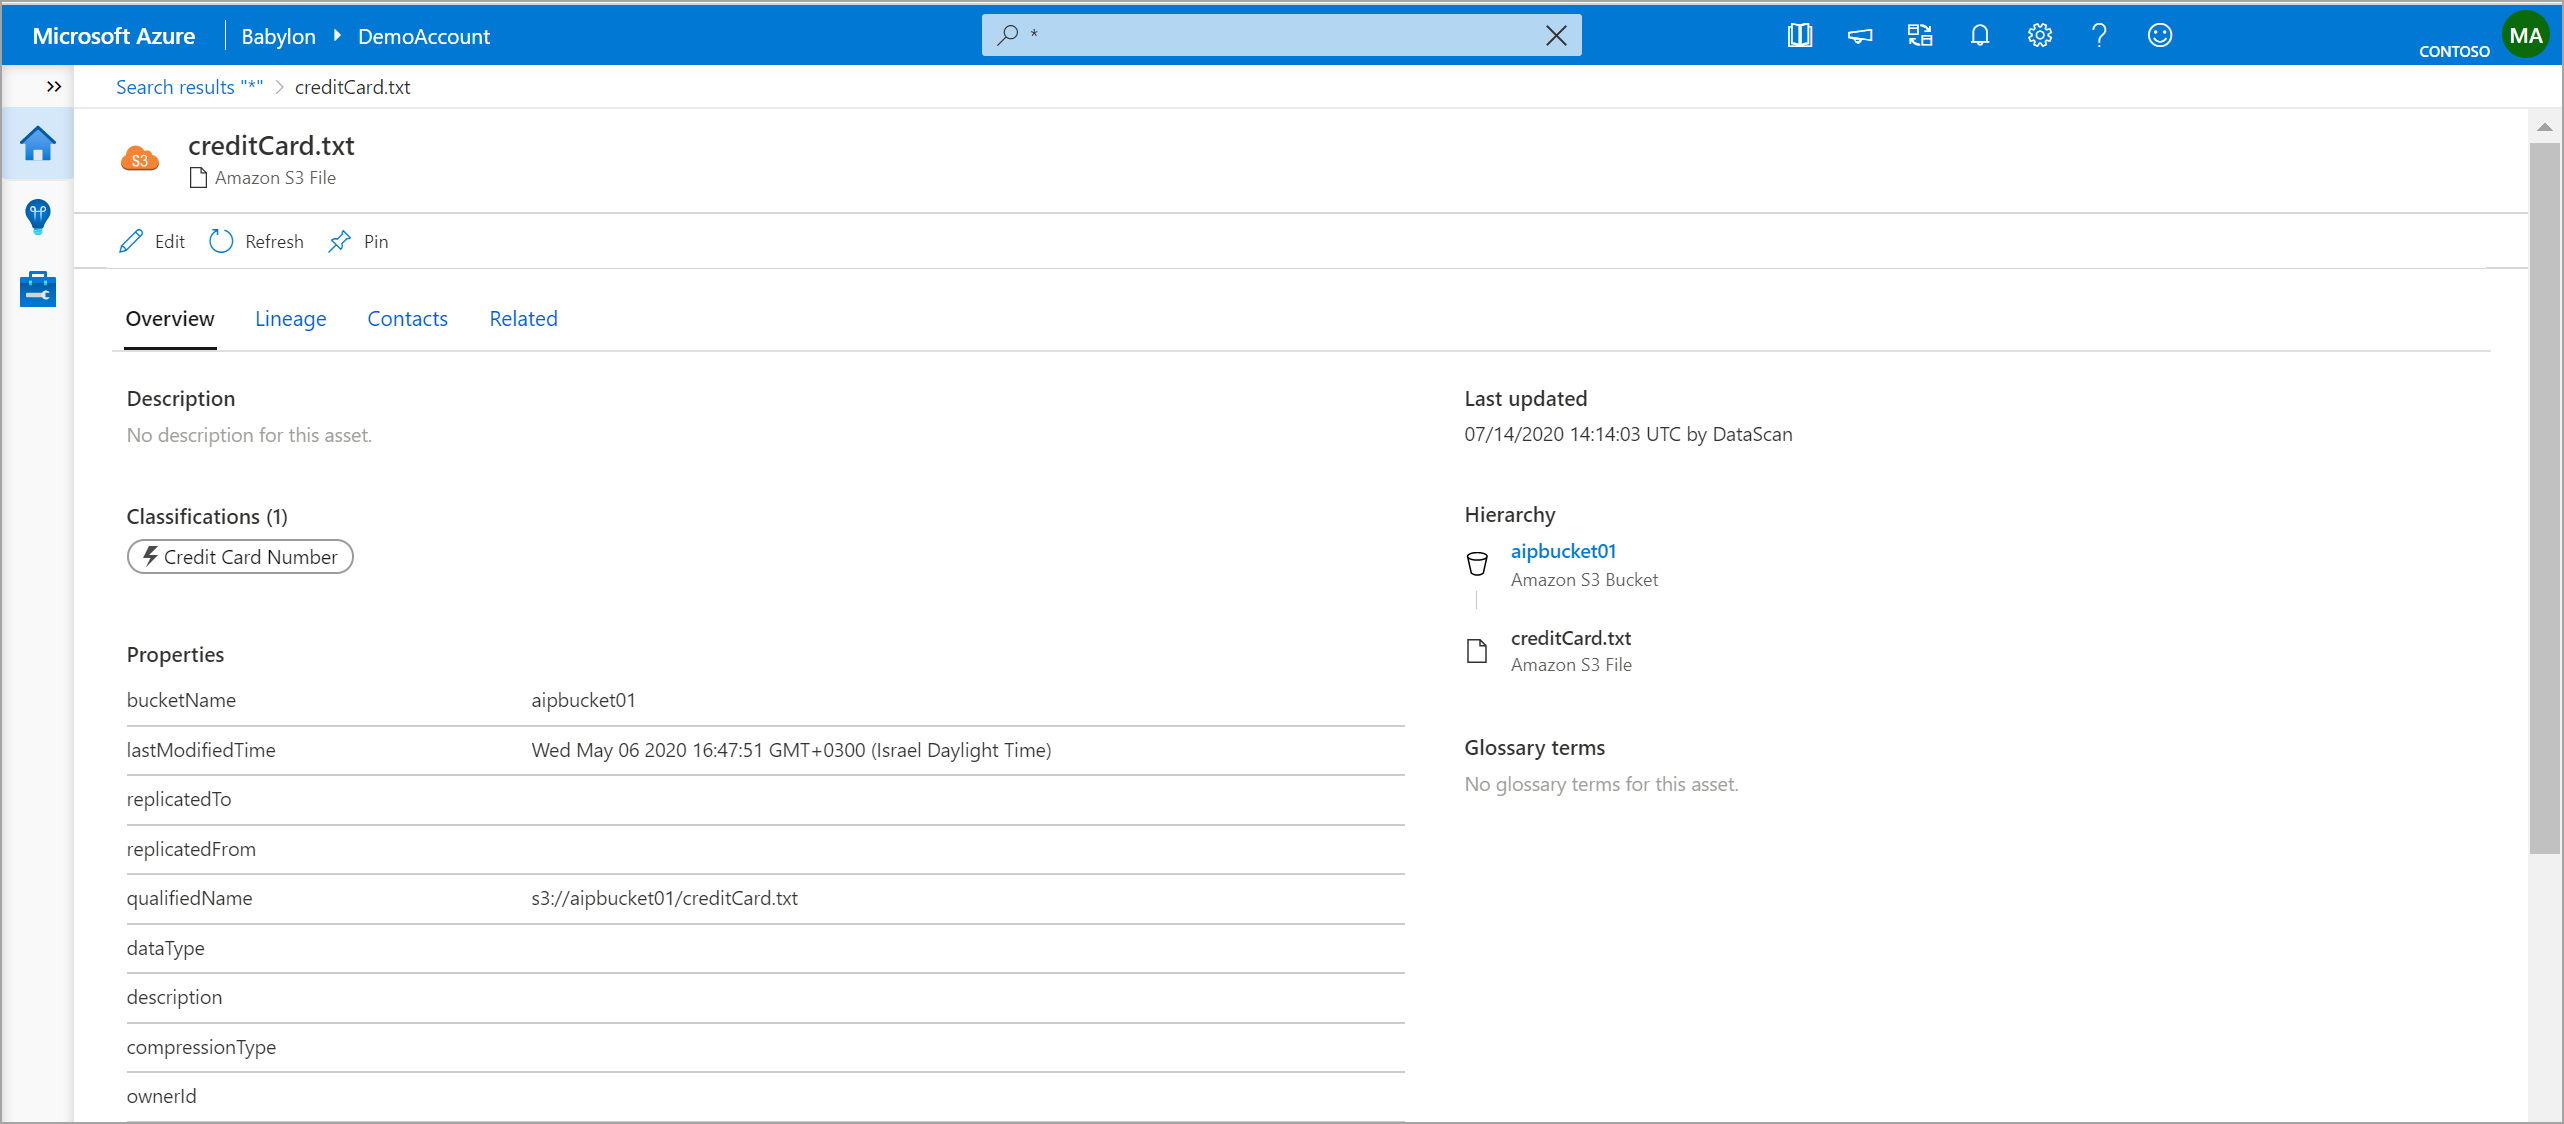 Microsoft Azure Babylon DemoAccount * CONTOSO MA
Search results "*" > creditCard.txt
S3 creditCard.txt
Amazon S3 File
Edit Refresh Pin
Overview Lineage Contacts Related
Description
No description for this asset.
Classifications (1)
Credit Card Number
Properties
bucketName aipbucket01
lastModifiedTime Wed May 06 2020 16:47:51 GMT+0300 (Israel Daylight Time)
replicatedTo
replicatedFrom
qualifiedName s3://aipbucket01/creditCard.txt
dataType
description
compressionType
ownerId
Last updated
07/14/2020 14:14:03 UTC by DataScan
Hierarchy
aipbucket01
Amazon S3 Bucket
creditCard.txt
Amazon S3 File
Glossary terms
No glossary terms for this asset.